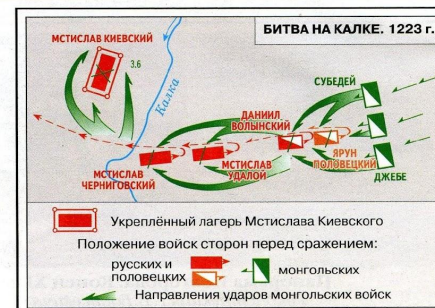 БИТВА НА КАЛКЕ. 1223 г.
МСТИСЛАВ КИЕВСКИЙ
3.6
Калка
СУБЕДЕЙ
ДАНИИЛ
ВОЛЫНСКИЙ
МСТИСЛАВ
ЧЕРНИГОВСКИЙ
МСТИСЛАВ
УДАЛОЙ
ЯРУН
ПОЛОВЕЦКИЙ
ДЖЕБЕ
Укреплённый лагерь Мстислава Киевского
Положение войск сторон перед сражением:
русских и
половецких
монгольских
Направления ударов монгольских войск